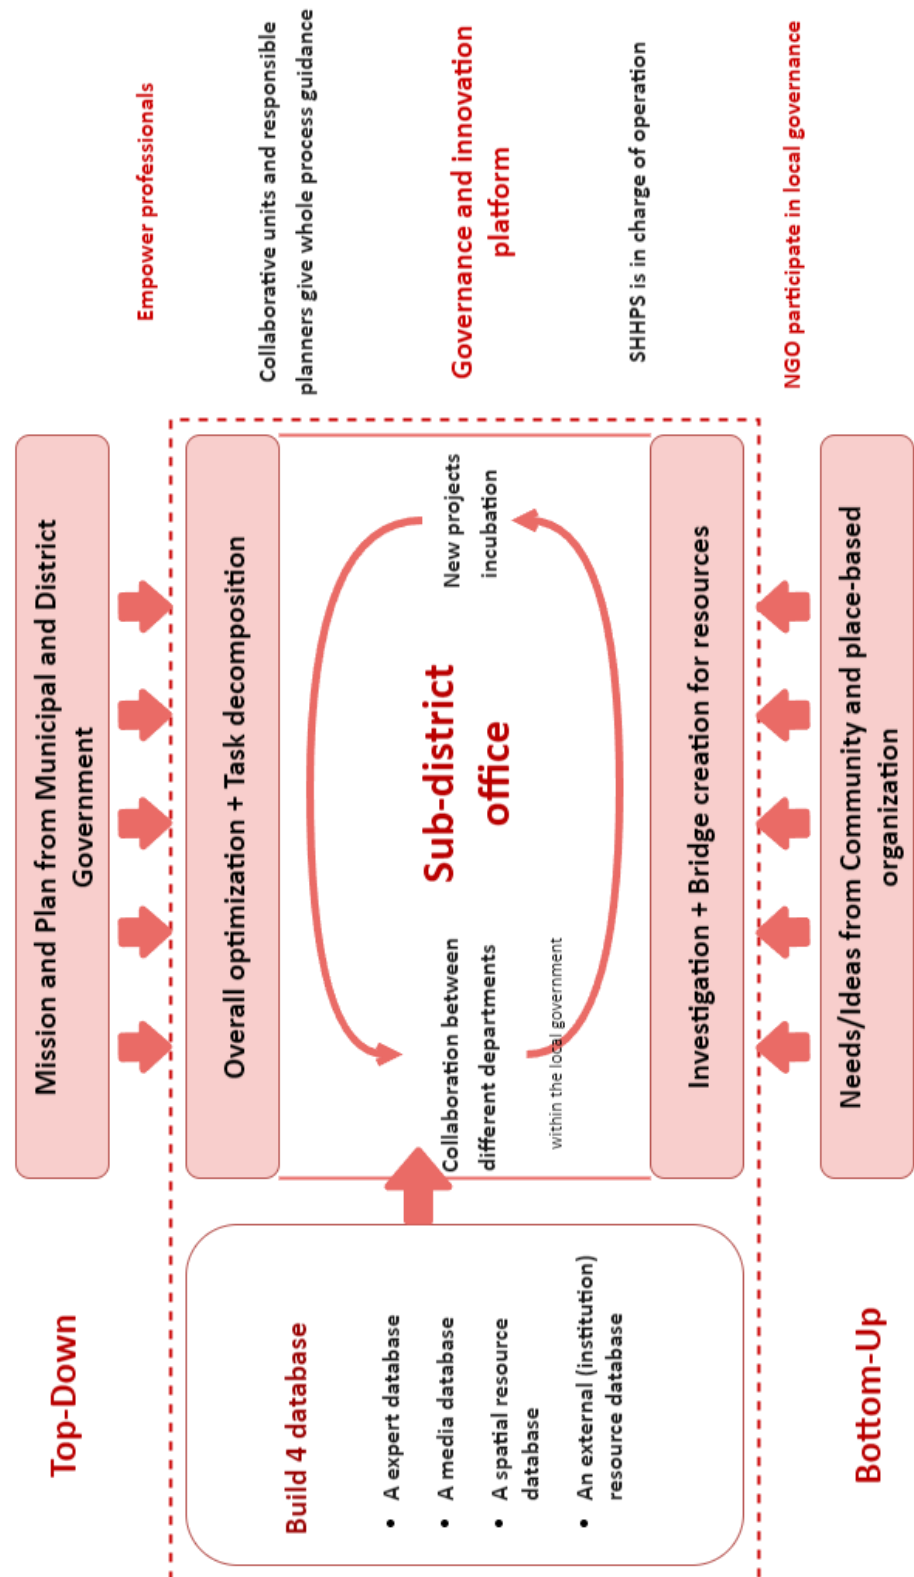 Top-Down
Mission and Plan from Municipal and District
Government
Empower professionals
Build 4 database
• A expert database
• A media database
• A spatial resource
database
• An external (institution)
resource database
Overall optimization + Task decomposition
Collaboration between
different departments
within the local government
Sub-district
office
New projects
incubation
Investigation + Bridge creation for resources
Collaborative units and responsible
planners give whole process guidance
Governance and innovation
platform
SHHPS is in charge of operation
Bottom-Up
Needs/Ideas from Community and place-based
organization
NGO participate in local governance